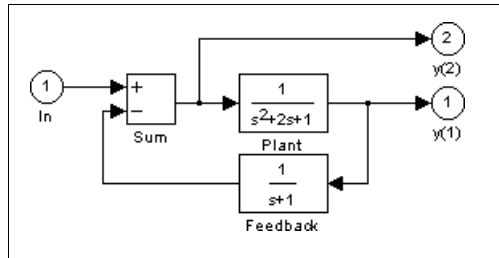 2
y(2)
1
In
+
−
Sum
1
s²+2s+1
Plant
1
y(1)
1
s+1
Feedback